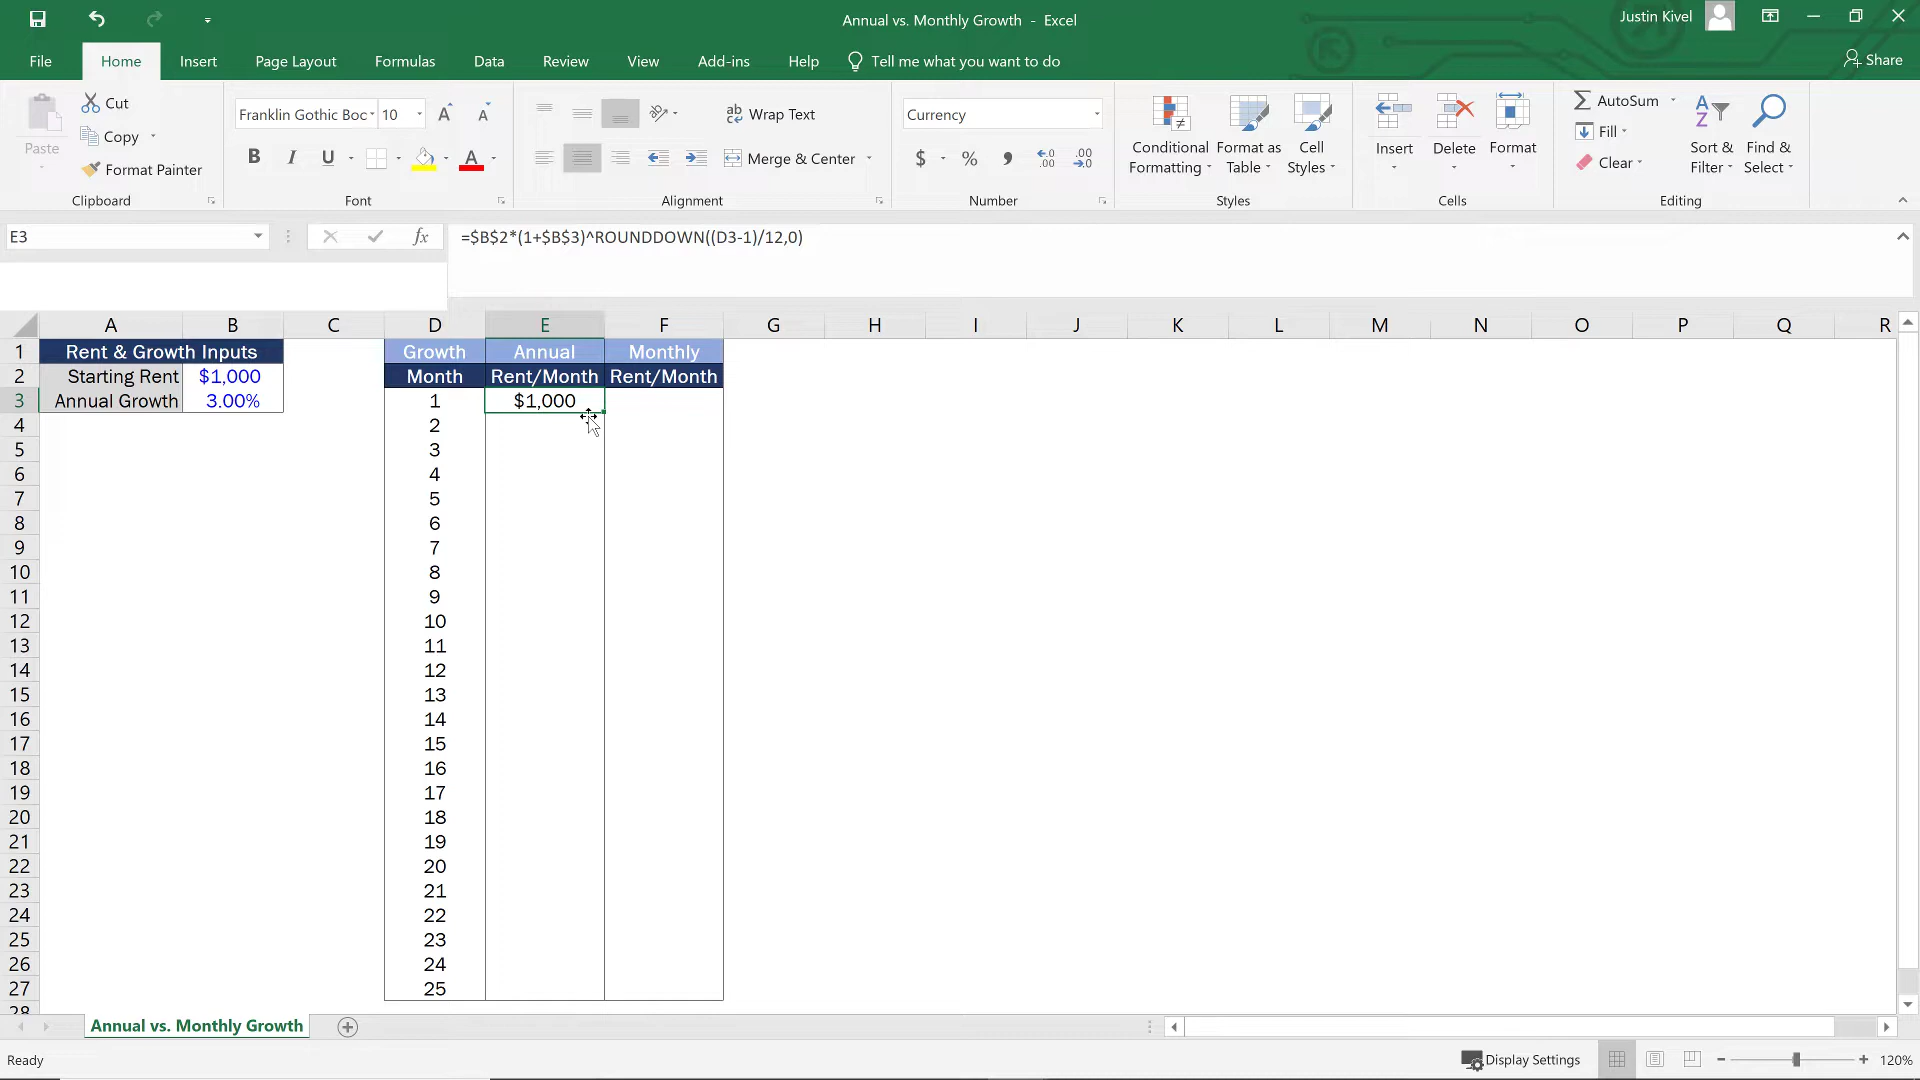 Annual vs. Monthly Growth - Excel
Justin Kivel
File Home Insert Page Layout Formulas Data Review View Add-ins Help Tell me what you want to do Share
Paste
Cut
Copy
Format Painter
Clipboard
Franklin Gothic Boc 10 A A
B I U A
Font
ab Wrap Text
Merge & Center
Alignment
Currency
$ % , .0 .00 .00 .0
Number
Conditional Formatting
Format as Table
Cell Styles
Styles
Insert Delete Format
Cells
AutoSum
Fill
Clear
Sort & Filter
Find & Select
Editing
E3 fx =$B$2*(1+$B$3)^ROUNDDOWN((D3-1)/12,0)
A B C D E F G H I J K L M N O P Q R
1 Rent & Growth Inputs Growth Annual Monthly
2 Starting Rent $1,000 Month Rent/Month Rent/Month
3 Annual Growth 3.00% 1 $1,000
4 2
5 3
6 4
7 5
8 6
9 7
10 8
11 9
12 10
13 11
14 12
15 13
16 14
17 15
18 16
19 17
20 18
21 19
22 20
23 21
24 22
25 23
26 24
27 25
28
Annual vs. Monthly Growth
Ready Display Settings 120%